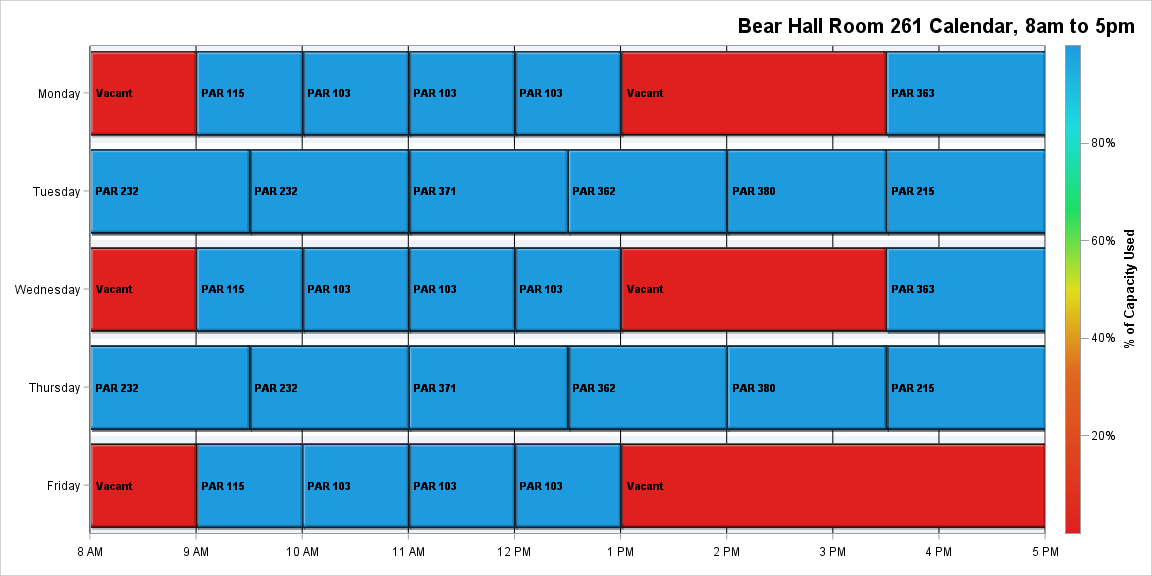 Bear Hall Room 261 Calendar, 8am to 5pm
Monday
Vacant
PAR 115
PAR 103
PAR 103
PAR 103
Vacant
PAR 363
Tuesday
PAR 232
PAR 232
PAR 371
PAR 362
PAR 380
PAR 215
Wednesday
Vacant
PAR 115
PAR 103
PAR 103
PAR 103
Vacant
PAR 363
Thursday
PAR 232
PAR 232
PAR 371
PAR 362
PAR 380
PAR 215
Friday
Vacant
PAR 115
PAR 103
PAR 103
PAR 103
Vacant
8 AM
9 AM
10 AM
11 AM
12 PM
1 PM
2 PM
3 PM
4 PM
5 PM
80%
60%
40%
20%
% of Capacity Used